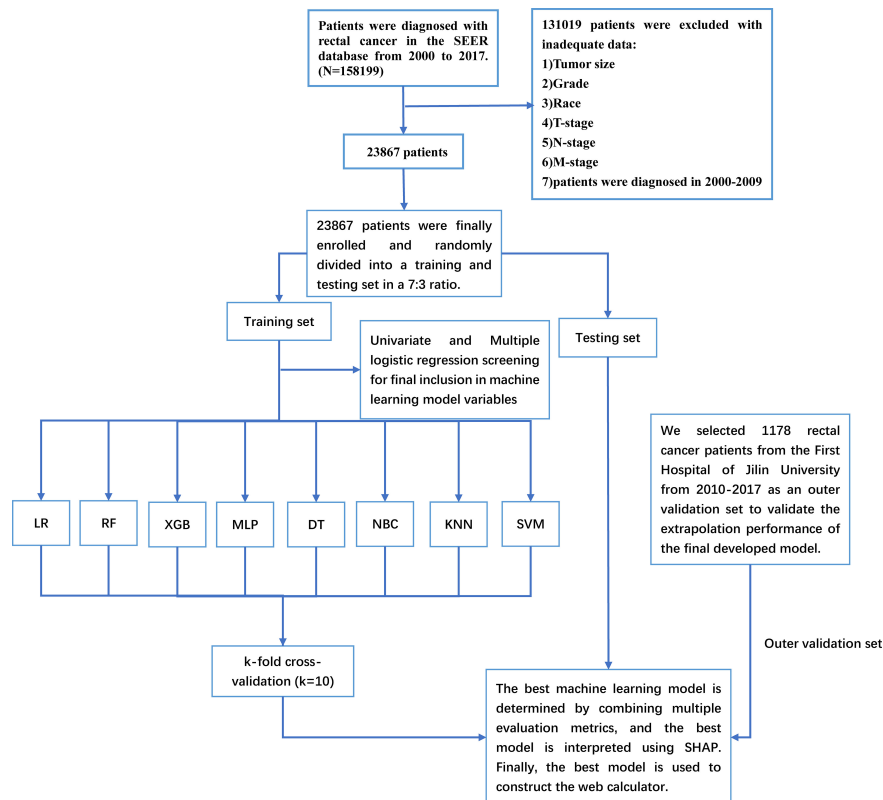 Patients were diagnosed with
rectal cancer in the SEER
database from 2000 to 2017.
(N=158199)
131019 patients were excluded with
inadequate data:
1)Tumor size
2)Grade
3)Race
4)T-stage
5)N-stage
6)M-stage
7)patients were diagnosed in 2000-2009
23867 patients
23867 patients were finally
enrolled and randomly
divided into a training and
testing set in a 7:3 ratio.
Training set
Testing set
Univariate and Multiple
logistic regression screening
for final inclusion in machine
learning model variables
We selected 1178 rectal
cancer patients from the First
Hospital of Jilin University
from 2010-2017 as an outer
validation set to validate the
extrapolation performance of
the final developed model.
LR
RF
XGB
MLP
DT
NBC
KNN
SVM
Outer validation set
k-fold cross-
validation (k=10)
The best machine learning model is
determined by combining multiple
evaluation metrics, and the best
model is interpreted using SHAP.
Finally, the best model is used to
construct the web calculator.